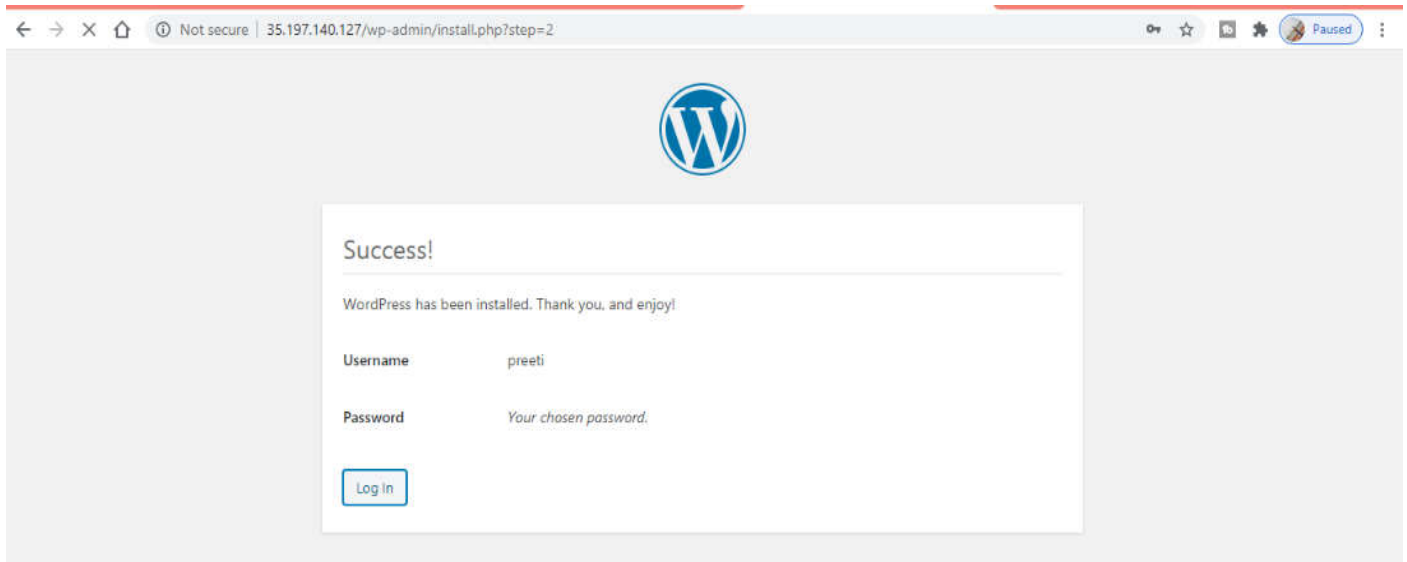 Not secure | 35.197.140.127/wp-admin/install.php?step=2
Paused
Success!
WordPress has been installed. Thank you, and enjoy!
Username preeti
Password Your chosen password.
Log In